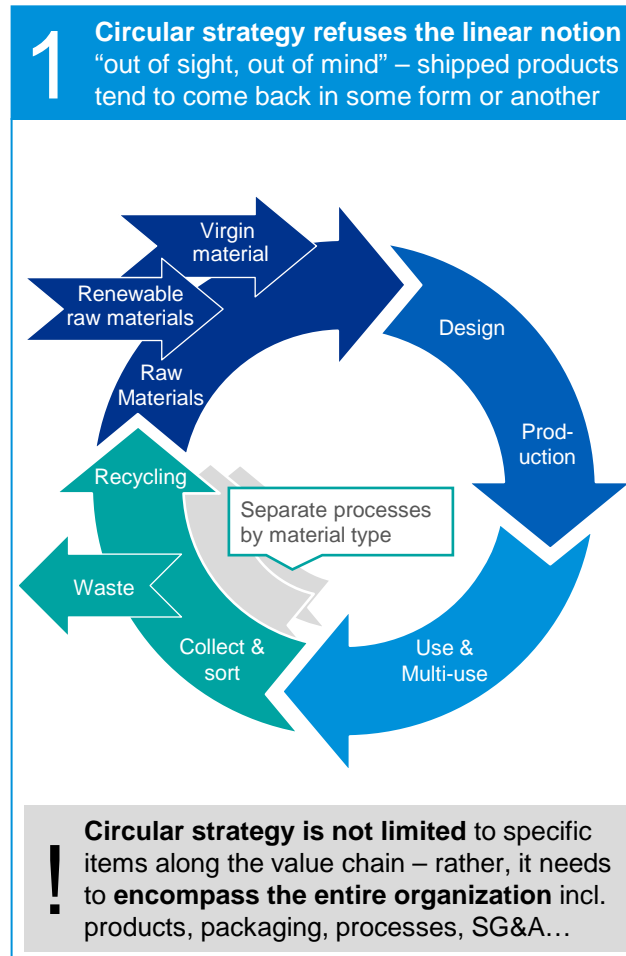 1
Circular strategy refuses the linear notion
“out of sight, out of mind” – shipped products
tend to come back in some form or another
Virgin
material
Renewable
raw materials
Raw
Materials
Design
Prod-
uction
Recycling
Separate processes
by material type
Waste
Collect &
sort
Use &
Multi-use
!
Circular strategy is not limited to specific
items along the value chain – rather, it needs
to encompass the entire organization incl.
products, packaging, processes, SG&A…